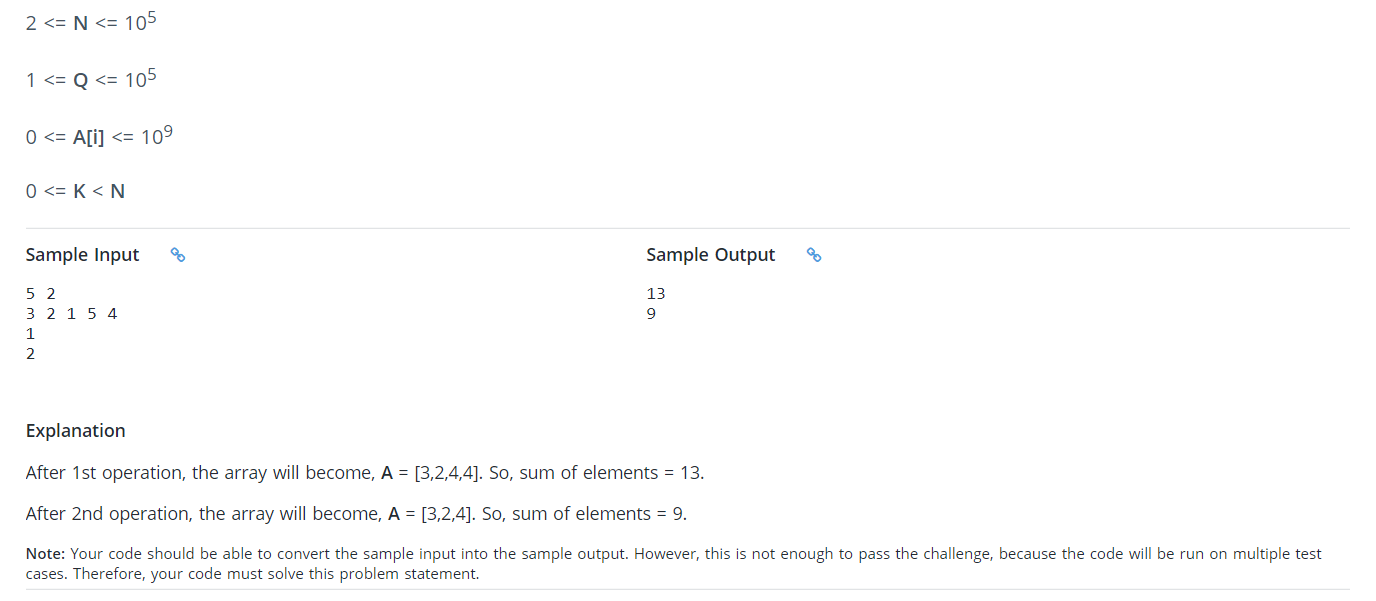 2 <= N <= 10^5
1 <= Q <= 10^5
0 <= A[i] <= 10^9
0 <= K < N
Sample Input
5 2
3 2 1 5 4
1
2
Sample Output
13
9
Explanation
After 1st operation, the array will become, A = [3,2,4,4]. So, sum of elements = 13.
After 2nd operation, the array will become, A = [3,2,4]. So, sum of elements = 9.
Note: Your code should be able to convert the sample input into the sample output. However, this is not enough to pass the challenge, because the code will be run on multiple test
cases. Therefore, your code must solve this problem statement.